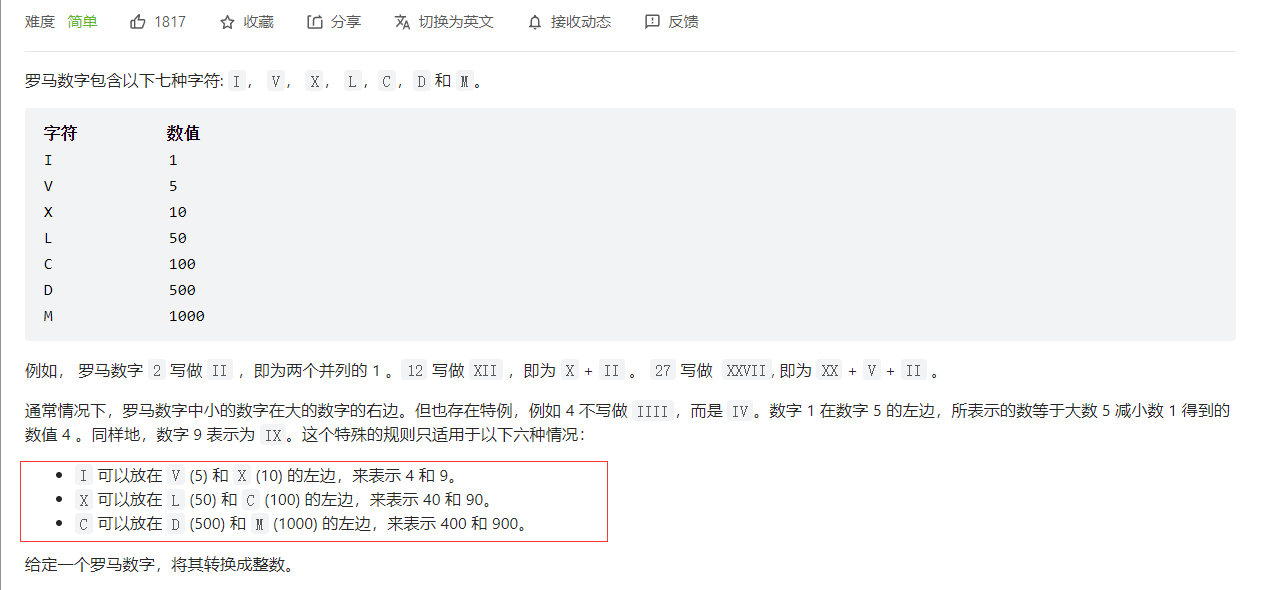 难度 简单 1817 收藏 分享 切换为英文 接收动态 反馈
罗马数字包含以下七种字符: I， V， X， L，C，D 和 M。
字符 数值
I 1
V 5
X 10
L 50
C 100
D 500
M 1000
例如， 罗马数字 2 写做 II ，即为两个并列的 1 。12 写做 XII ，即为 X + II 。 27 写做 XXVII, 即为 XX + V + II 。
通常情况下，罗马数字中小的数字在大的数字的右边。但也存在特例，例如 4 不写做 IIII，而是 IV。数字 1 在数字 5 的左边，所表示的数等于大数 5 减小数 1 得到的
数值 4 。同样地，数字 9 表示为 IX。这个特殊的规则只适用于以下六种情况：
• I 可以放在 V (5) 和 X (10) 的左边，来表示 4 和 9。
• X 可以放在 L (50) 和 C (100) 的左边，来表示 40 和 90。
• C 可以放在 D (500) 和 M (1000) 的左边，来表示 400 和 900。
给定一个罗马数字，将其转换成整数。